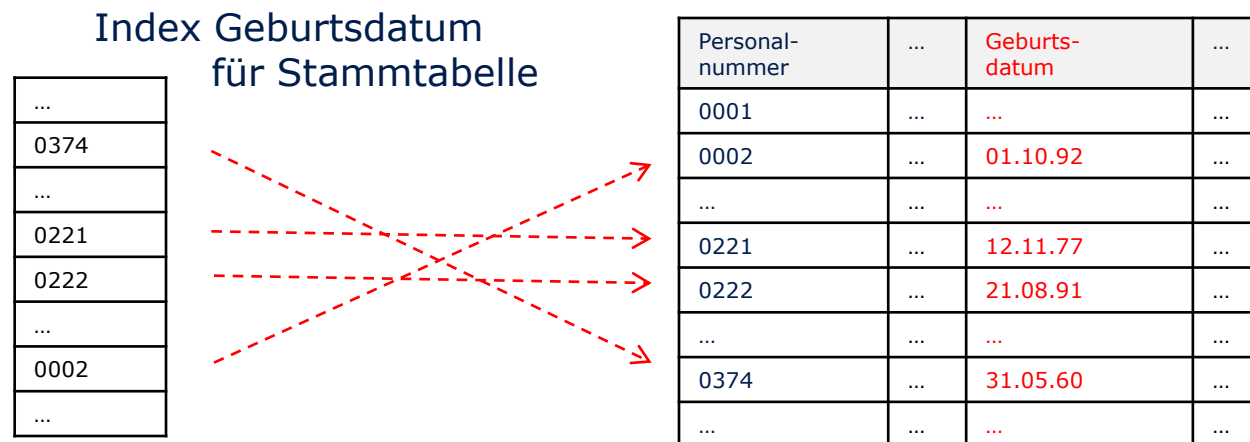 Index Geburtsdatum
für Stammtabelle
…
0374
…
0221
0222
…
0002
…
Personal- … Geburts- …
nummer datum
0001 … … …
0002 … 01.10.92 …
… … … …
0221 … 12.11.77 …
0222 … 21.08.91 …
… … … …
0374 … 31.05.60 …
… … … …